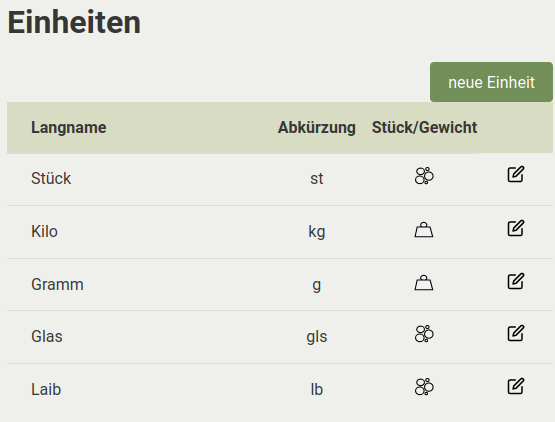 Einheiten
neue Einheit
Langname Abkürzung Stück/Gewicht
Stück st
Kilo kg
Gramm g
Glas gls
Laib lb